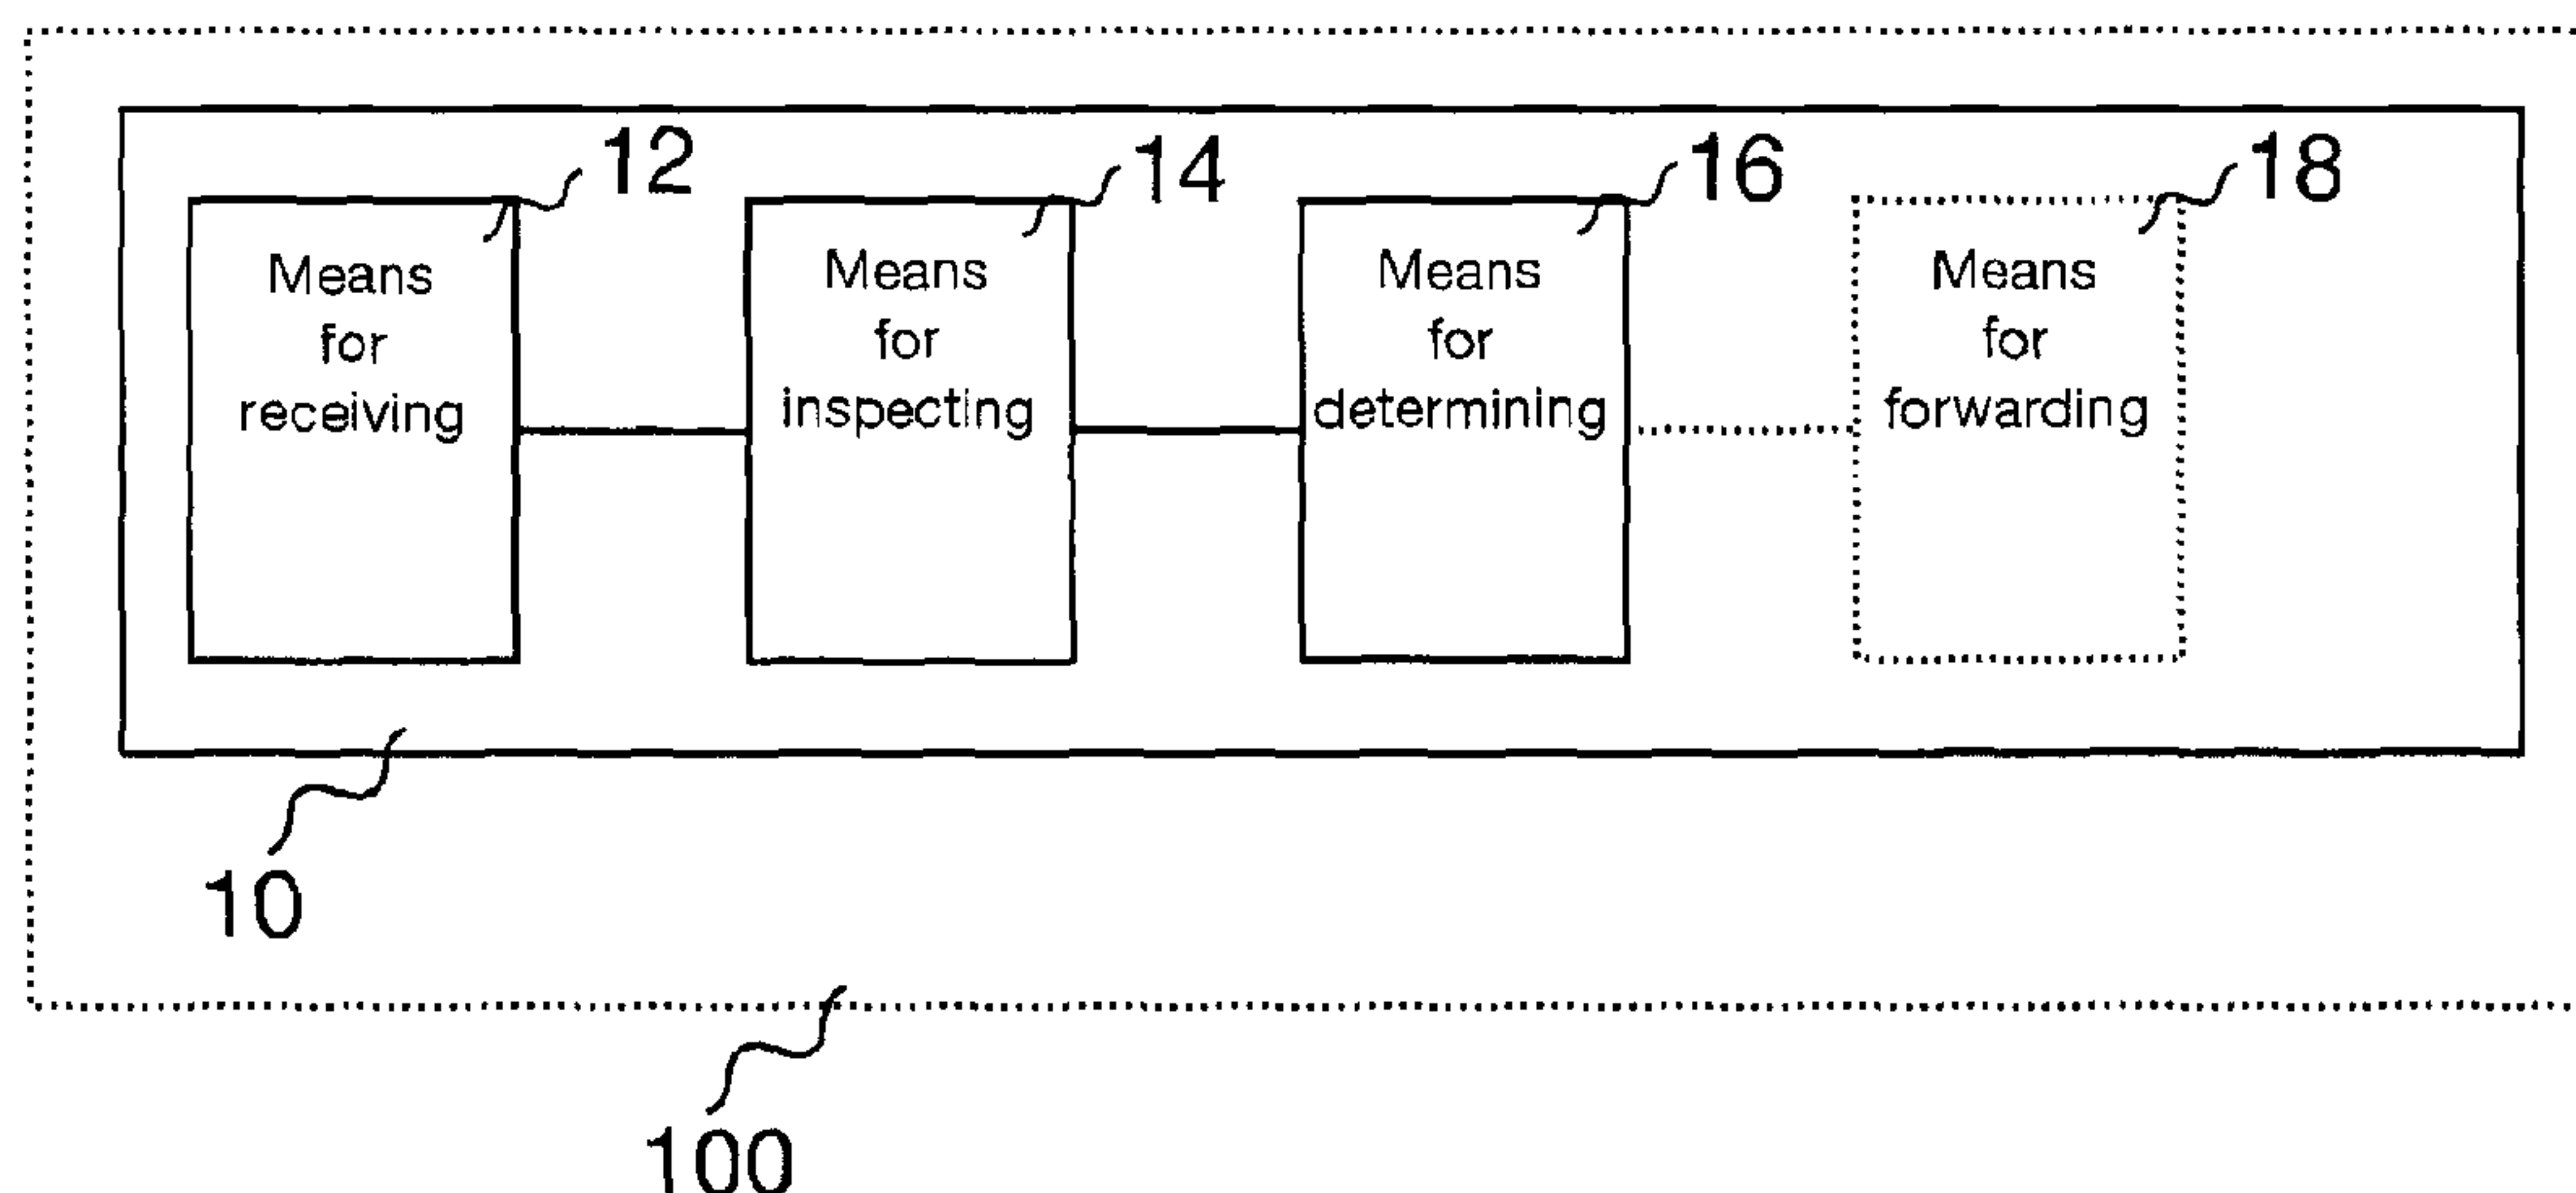 12
14
16
18
Means
for
receiving
Means
for
inspecting
Means
for
determining
Means
for
forwarding
10
100